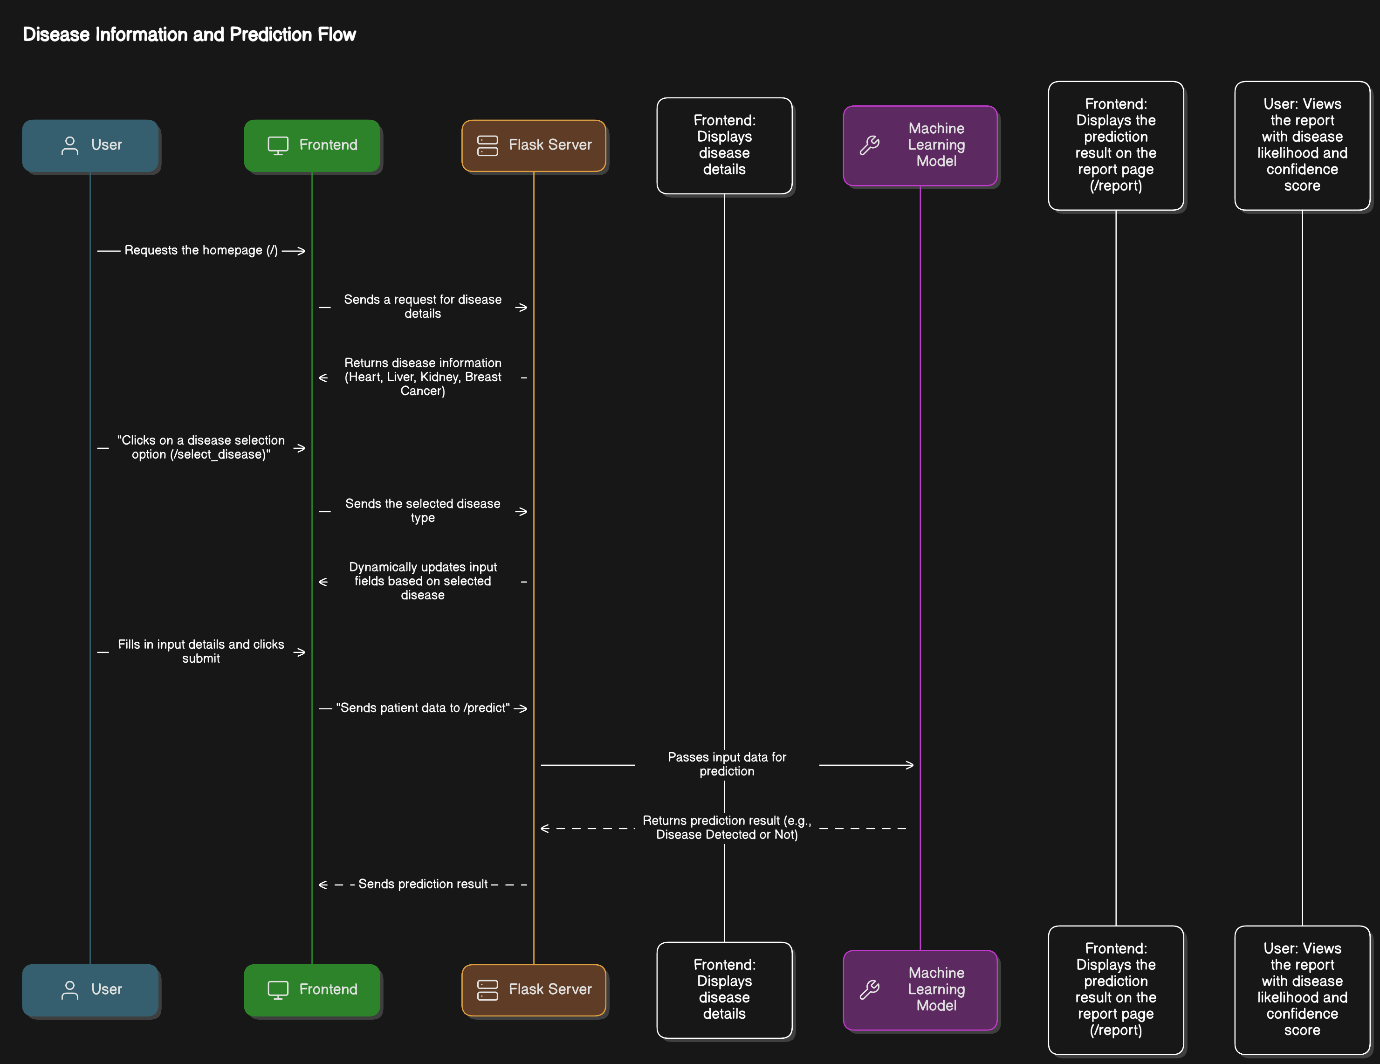 Disease Information and Prediction Flow
User
Frontend
Flask Server
Frontend:
Displays
disease
details
Machine
Learning
Model
Frontend:
Displays the
prediction
result on the
report page
(/report)
User: Views
the report
with disease
likelihood and
confidence
score
Requests the homepage (/)
Sends a request for disease
details
Returns disease information
(Heart, Liver, Kidney, Breast
Cancer)
"Clicks on a disease selection
option (/select_disease)"
Sends the selected disease
type
Dynamically updates input
fields based on selected
disease
Fills in input details and clicks
submit
"Sends patient data to /predict"
Passes input data for
prediction
Returns prediction result (e.g.,
Disease Detected or Not)
Sends prediction result
User
Frontend
Flask Server
Frontend:
Displays
disease
details
Machine
Learning
Model
Frontend:
Displays the
prediction
result on the
report page
(/report)
User: Views
the report
with disease
likelihood and
confidence
score